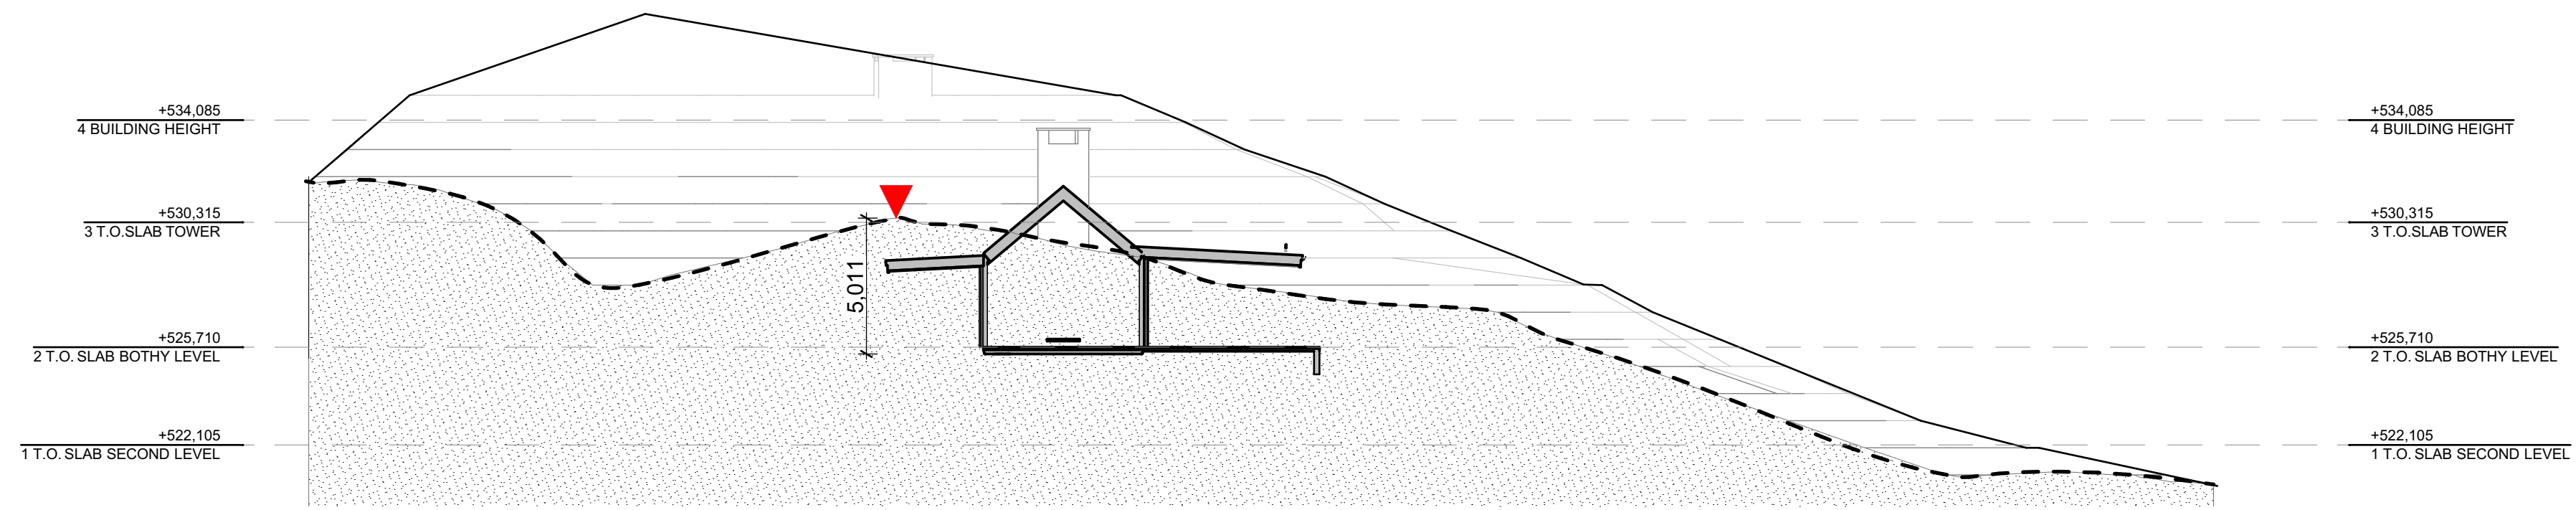 +534,085
4 BUILDING HEIGHT
+534,085
4 BUILDING HEIGHT
+530,315
3 T.O.SLAB TOWER
+530,315
3 T.O.SLAB TOWER
5,011
+525,710
2 T.O. SLAB BOTHY LEVEL
+525,710
2 T.O. SLAB BOTHY LEVEL
+522,105
1 T.O. SLAB SECOND LEVEL
+522,105
1 T.O. SLAB SECOND LEVEL